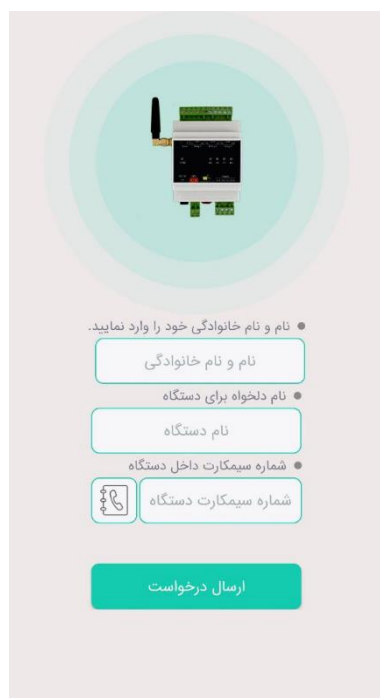 نام و نام خانوادگی خود را وارد نمایید.
نام و نام خانوادگی
نام دلخواه برای دستگاه
نام دستگاه
شماره سیمکارت داخل دستگاه
شماره سیمکارت دستگاه
ارسال درخواست